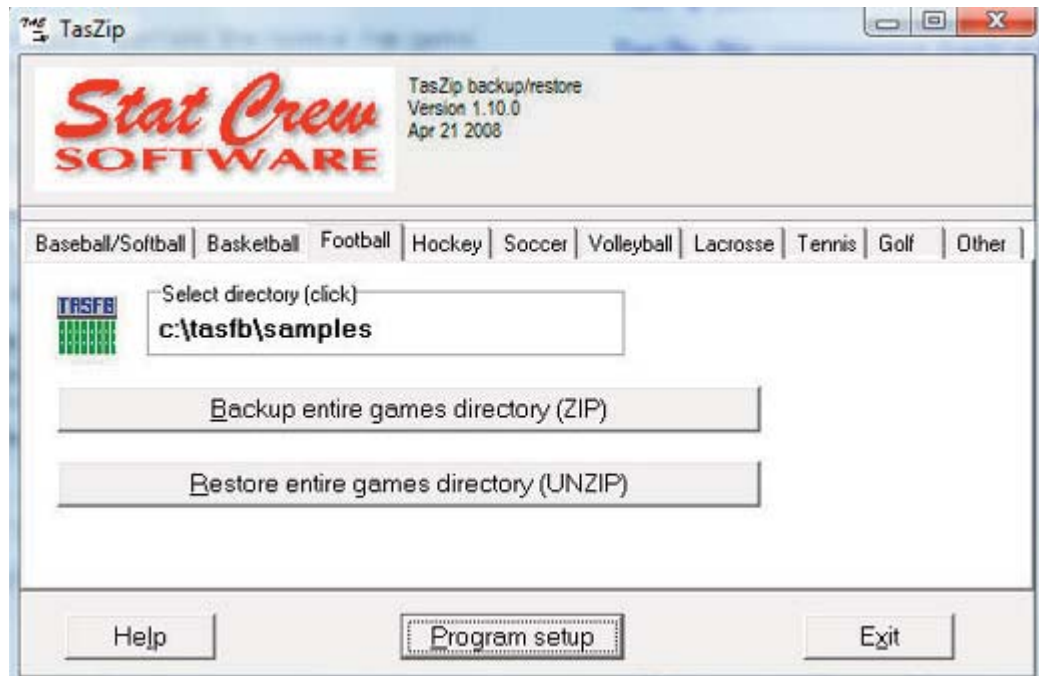 TasZip
Stat Crew
SOFTWARE
TasZip backup/restore
Version 1.10.0
Apr 21 2008
Baseball/Softball Basketball Football Hockey Soccer Volleyball Lacrosse Tennis Golf Other
TASFB
Select directory (click)
c:\tasfb\samples
Backup entire games directory (ZIP)
Restore entire games directory (UNZIP)
Help Program setup Exit